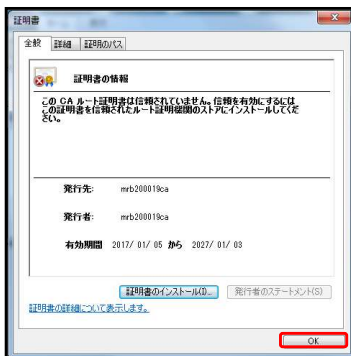 証明書
全般 詳細 証明のパス
証明書の情報
この CA ルート証明書は信頼されていません。信頼を有効にするには
この証明書を信頼されたルート証明機関のストアにインストールしてくだ
さい。
発行先: mrb200019ca
発行者: mrb200019ca
有効期間 2017/ 01/ 05 から 2027/ 01/ 03
証明書のインストール(I)... 発行者のステートメント(S)
証明書の詳細について表示します。
OK